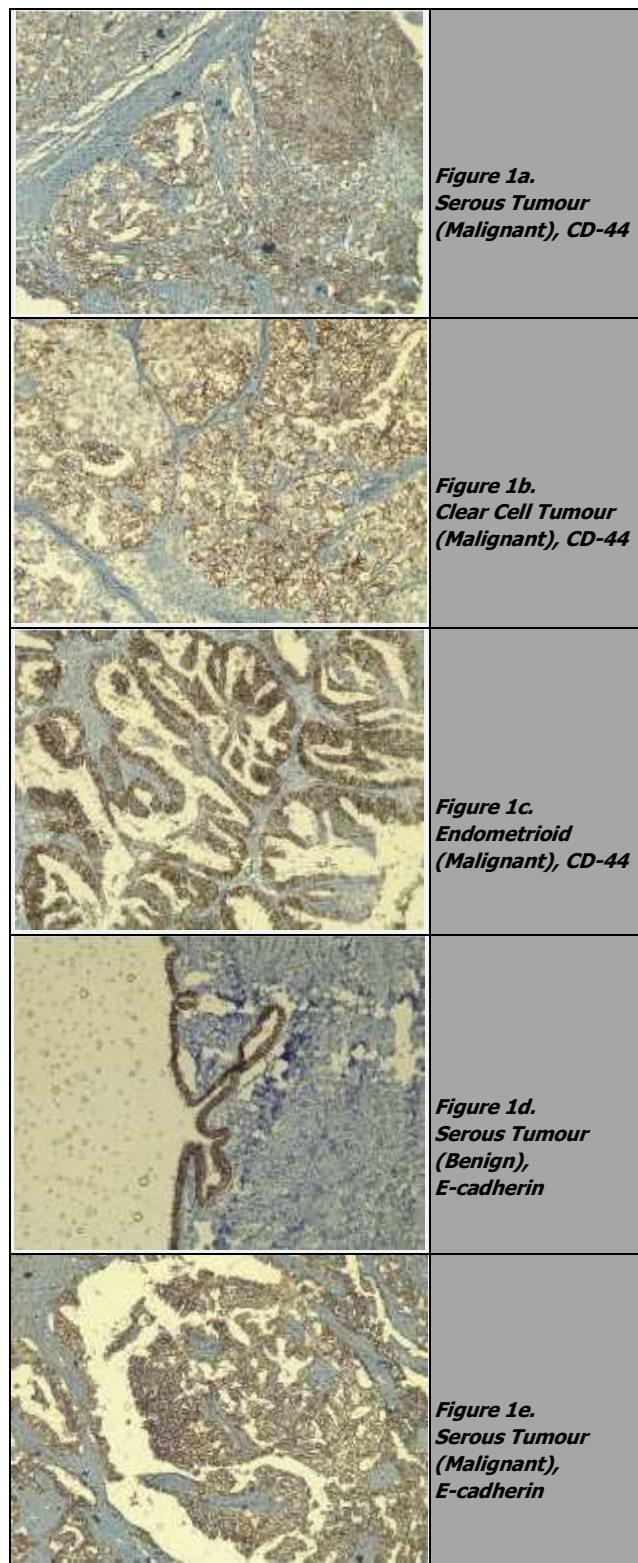 Figure 1a.
Serous Tumour
(Malignant), CD-44
Figure 1b.
Clear Cell Tumour
(Malignant), CD-44
Figure 1c.
Endometrioid
(Malignant), CD-44
Figure 1d.
Serous Tumour
(Benign),
E-cadherin
Figure 1e.
Serous Tumour
(Malignant),
E-cadherin